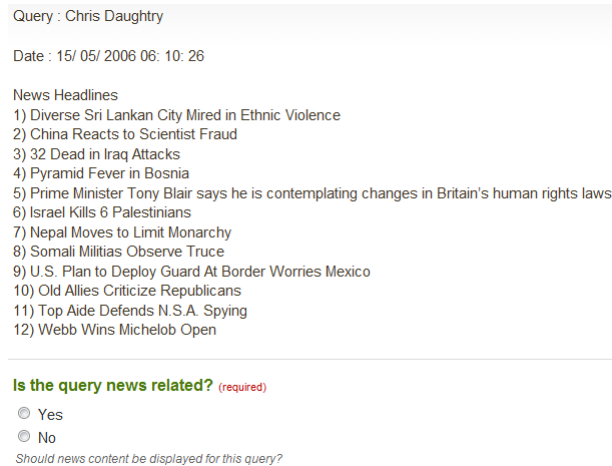 Query : Chris Daughtry
Date : 15/ 05/ 2006 06: 10: 26
News Headlines
1) Diverse Sri Lankan City Mired in Ethnic Violence
2) China Reacts to Scientist Fraud
3) 32 Dead in Iraq Attacks
4) Pyramid Fever in Bosnia
5) Prime Minister Tony Blair says he is contemplating changes in Britain's human rights laws
6) Israel Kills 6 Palestinians
7) Nepal Moves to Limit Monarchy
8) Somali Militias Observe Truce
9) U.S. Plan to Deploy Guard At Border Worries Mexico
10) Old Allies Criticize Republicans
11) Top Aide Defends N.S.A. Spying
12) Webb Wins Michelob Open
Is the query news related? (required)
Yes
No
Should news content be displayed for this query?